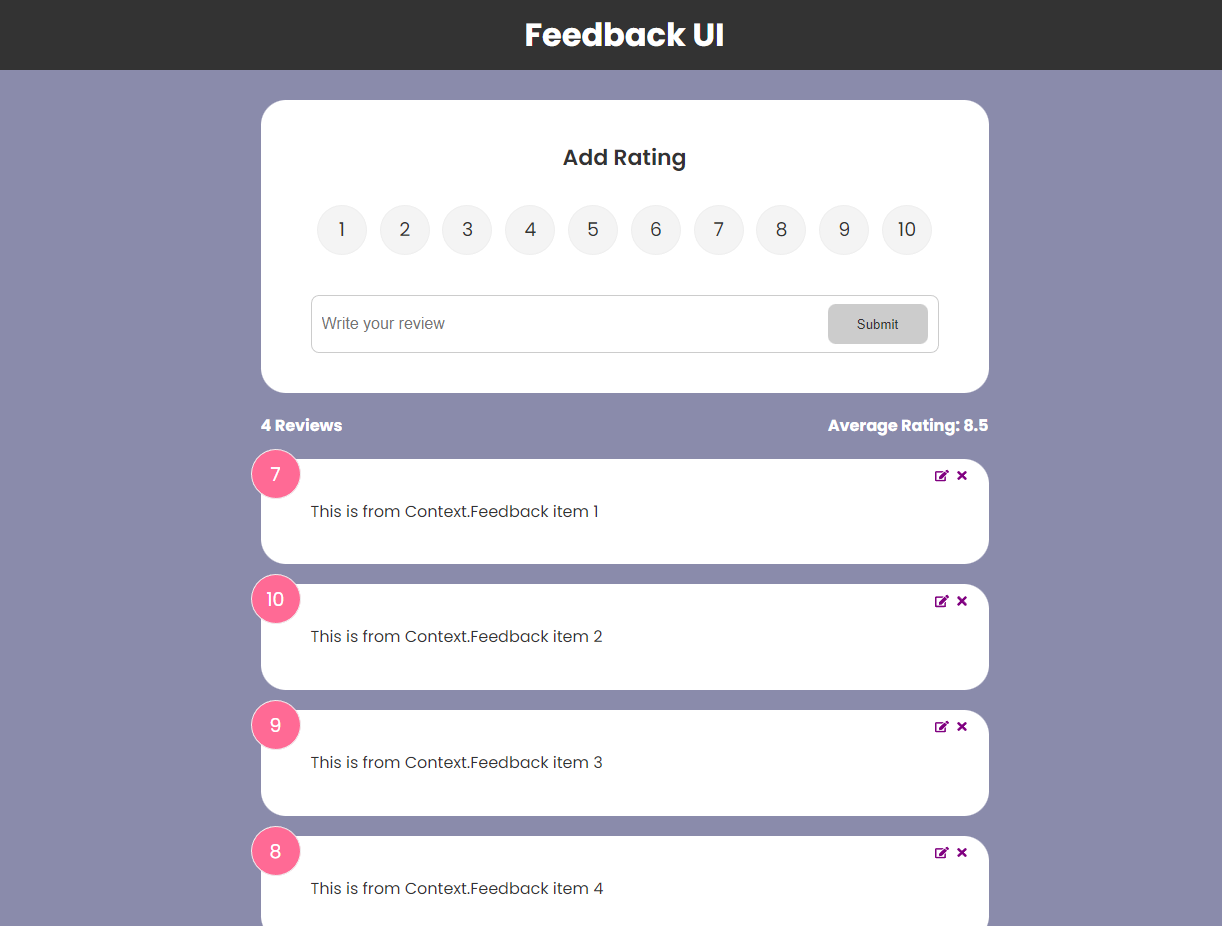 Feedback UI
Add Rating
1 2 3 4 5 6 7 8 9 10
Write your review Submit
4 Reviews Average Rating: 8.5
7
This is from Context.Feedback item 1
10
This is from Context.Feedback item 2
9
This is from Context.Feedback item 3
8
This is from Context.Feedback item 4